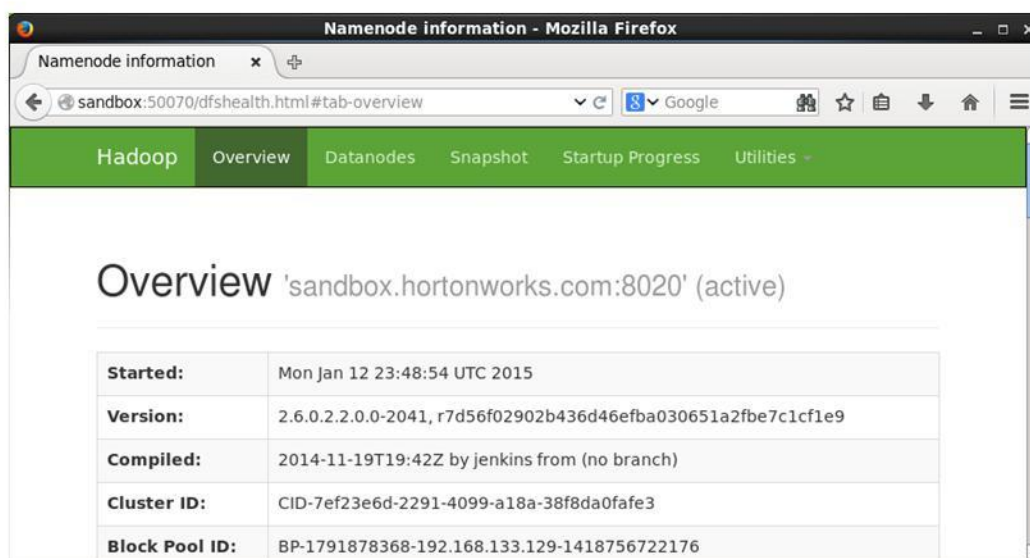 Namenode information - Mozilla Firefox
Namenode information
sandbox:50070/dfshealth.html#tab-overview
8 Google
Hadoop Overview Datanodes Snapshot Startup Progress Utilities
Overview 'sandbox.hortonworks.com:8020' (active)
Started: Mon Jan 12 23:48:54 UTC 2015
Version: 2.6.0.2.2.0.0-2041, r7d56f02902b436d46efba030651a2fbe7c1cf1e9
Compiled: 2014-11-19T19:42Z by jenkins from (no branch)
Cluster ID: CID-7ef23e6d-2291-4099-a18a-38f8da0fafe3
Block Pool ID: BP-1791878368-192.168.133.129-1418756722176